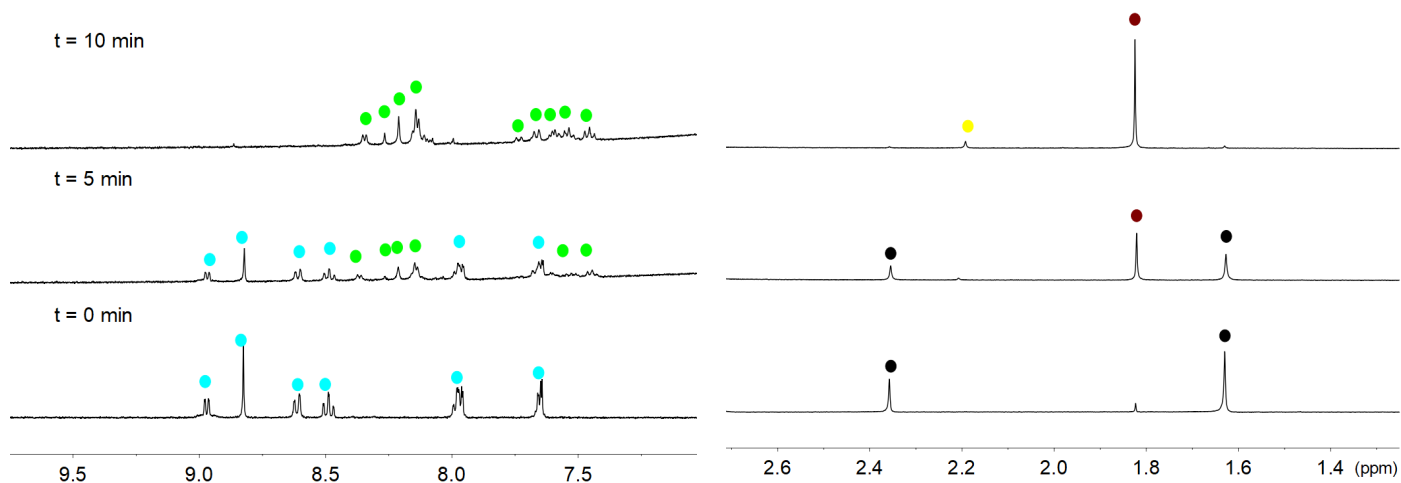 t = 10 min
t = 5 min
t = 0 min
9.5 9.0 8.5 8.0 7.5
2.6 2.4 2.2 2.0 1.8 1.6 1.4 (ppm)